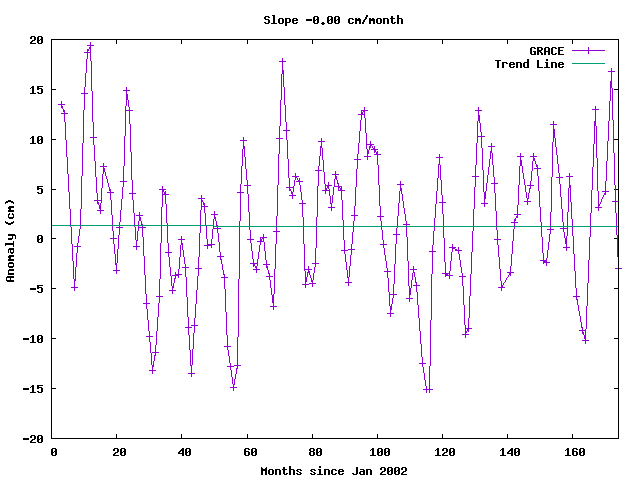 Slope -0.00 cm/month
GRACE
Trend Line
20
15
10
5
0
-5
-10
-15
-20
Anomaly (cm)
0 20 40 60 80 100 120 140 160
Months since Jan 2002